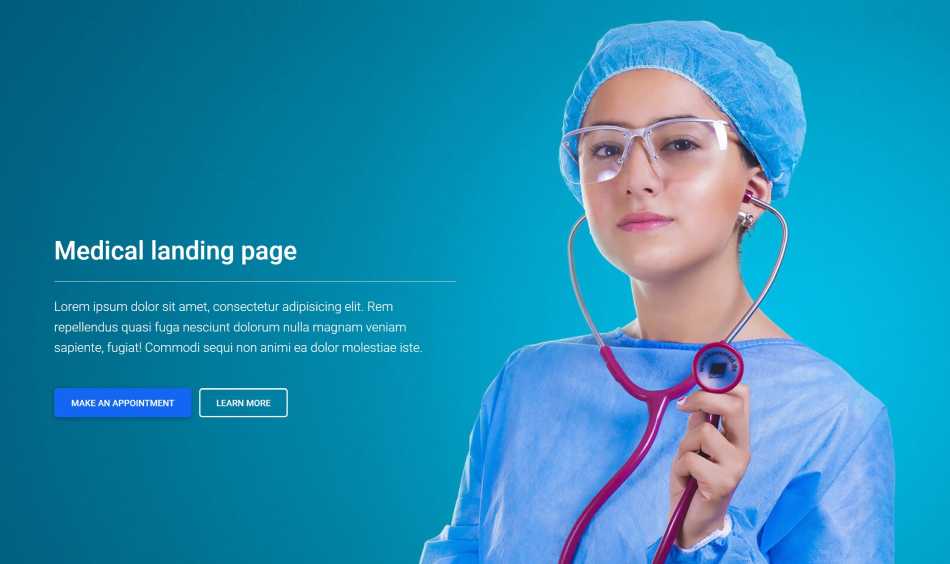 Medical landing page
Lorem ipsum dolor sit amet, consectetur adipisicing elit. Rem
repellendus quasi fuga nesciunt dolorum nulla magnam veniam
sapiente, fugiat! Commodi sequi non animi ea dolor molestiae iste.
MAKE AN APPOINTMENT LEARN MORE